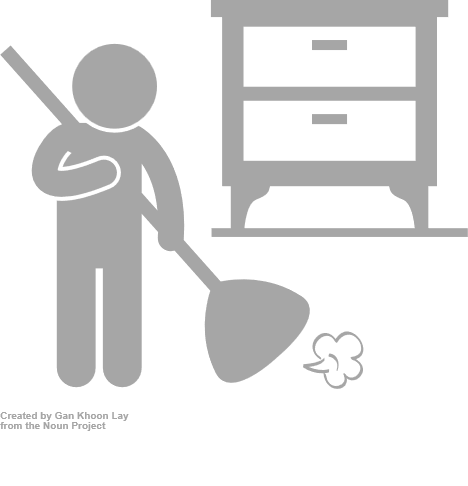 Created by Gan Khoon Lay
from the Noun Project